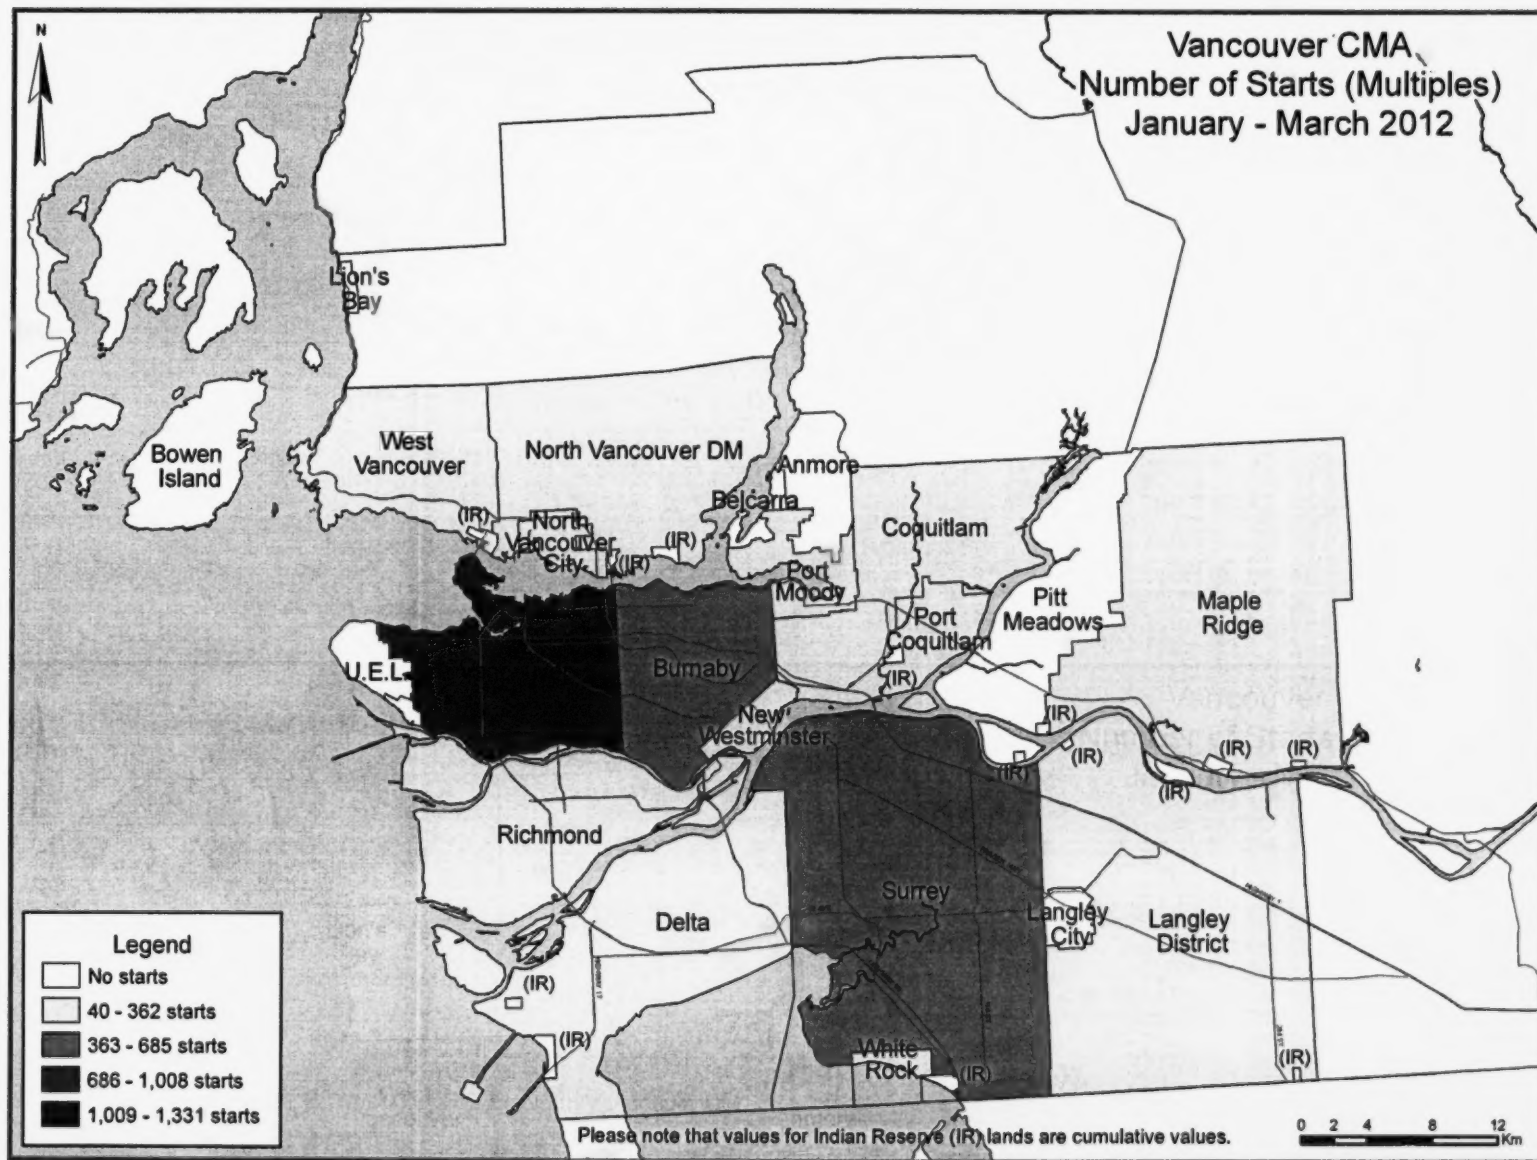 N
Vancouver CMA
Number of Starts (Multiples)
January - March 2012
Lion's
Bay
Bowen
Island
West
Vancouver
North Vancouver DM
Anmore
Belcarra
(IR)
North
Vancouver
City
(IR)
(IR)
Coquitlam
Port
Moody
Port
Coquitlam
Pitt
Meadows
Maple
Ridge
U.E.L.
Burnaby
(IR)
New
Westminster
(IR)
(IR)
(IR)
(IR)
(IR)
(IR)
Richmond
Surrey
Delta
Langley
City
Langley
District
(IR)
(IR)
White
Rock
(IR)
(IR)
Legend
No starts
40 - 362 starts
363 - 685 starts
686 - 1,008 starts
1,009 - 1,331 starts
Please note that values for Indian Reserve (IR) lands are cumulative values.
0 2 4 8 12
Km